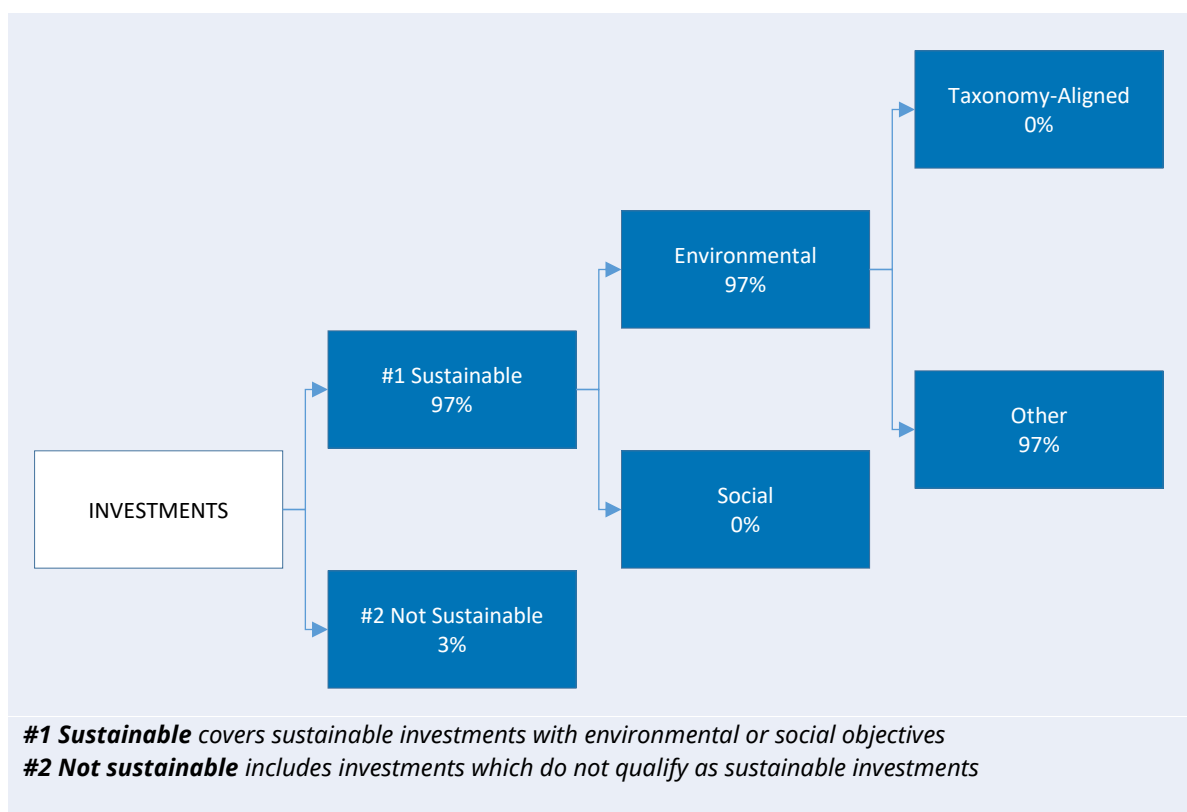 INVESTMENTS
#1 Sustainable
97%
#2 Not Sustainable
3%
Environmental
97%
Social
0%
Taxonomy-Aligned
0%
Other
97%
#1 Sustainable covers sustainable investments with environmental or social objectives
#2 Not sustainable includes investments which do not qualify as sustainable investments